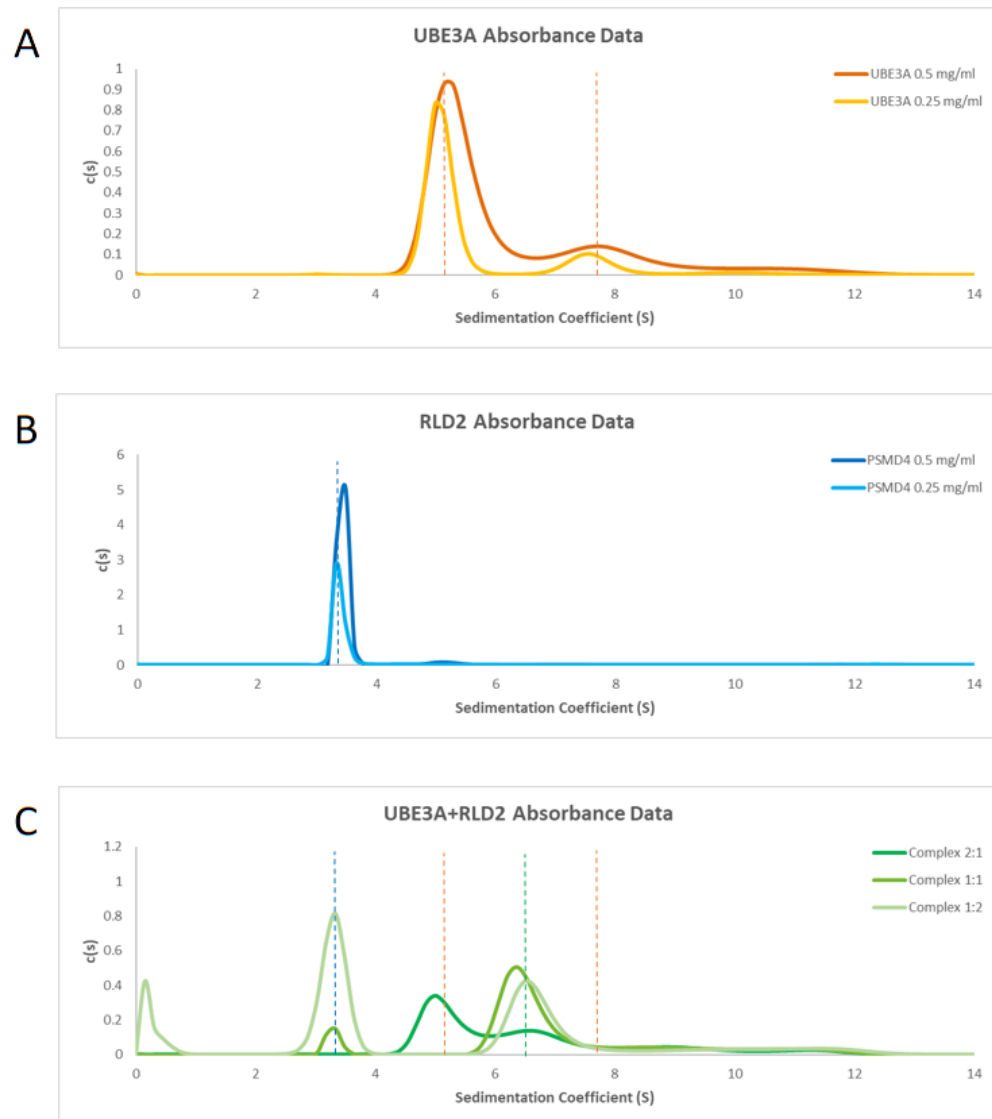 A
UBE3A Absorbance Data
UBE3A 0.5 mg/ml
UBE3A 0.25 mg/ml
c(s)
1
0.9
0.8
0.7
0.6
0.5
0.4
0.3
0.2
0.1
0
0 2 4 6 8 10 12 14
Sedimentation Coefficient (S)
B
RLD2 Absorbance Data
PSMD4 0.5 mg/ml
PSMD4 0.25 mg/ml
c(s)
6
5
4
3
2
1
0
0 2 4 6 8 10 12 14
Sedimentation Coefficient (S)
C
UBE3A+RLD2 Absorbance Data
Complex 2:1
Complex 1:1
Complex 1:2
c(s)
1.2
1
0.8
0.6
0.4
0.2
0
0 2 4 6 8 10 12 14
Sedimentation Coefficient (S)